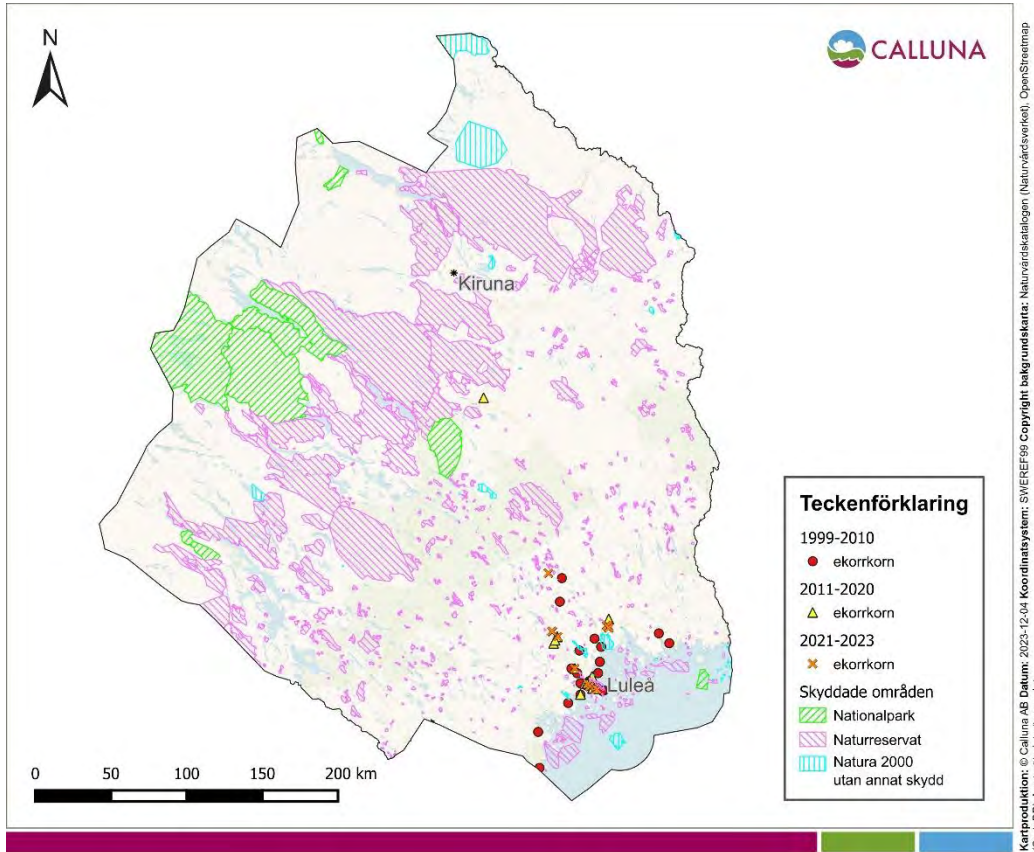 N
CALLUNA
Kiruna
Luleå
Teckenförklaring
1999-2010
ekorrkorn
2011-2020
ekorrkorn
2021-2023
ekorrkorn
Skyddade områden
Nationalpark
Naturreservat
Natura 2000
utan annat skydd
0 50 100 150 200 km
Kartproduktion: © Calluna AB Datum: 2023-12-04 Koordinatsystem: SWEREF99 Copyright bakgrundskarta: Naturvårdskatalogen (Naturvårdsverket), OpenStreetmap